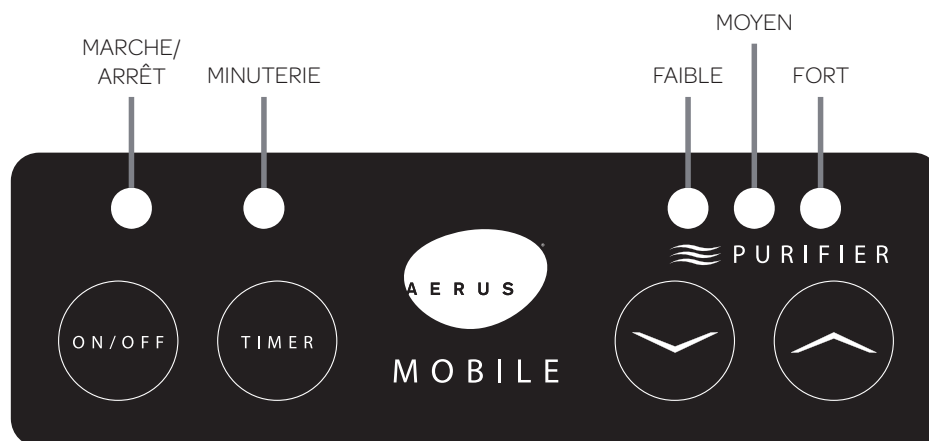 MOYEN
MARCHE/
ARRÊT
MINUTERIE
FAIBLE
FORT
PURIFIER
AERUS
ON/OFF
TIMER
MOBILE